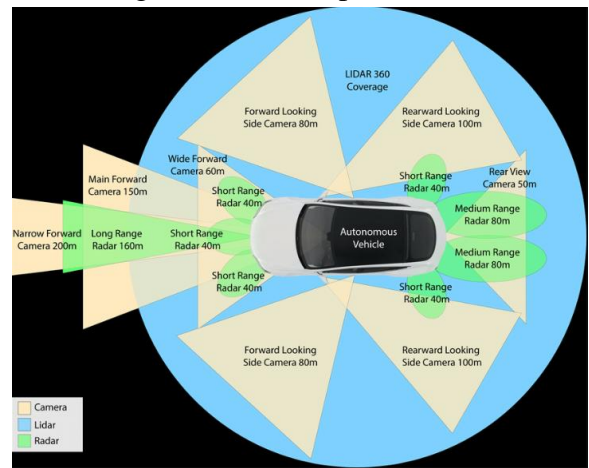 LIDAR 360
Coverage
Forward Looking
Side Camera 80m
Rearward Looking
Side Camera 100m
Wide Forward
Camera 60m
Main Forward
Camera 150m
Short Range
Radar 40m
Short Range
Radar 40m
Rear View
Camera 50m
Narrow Forward
Camera 200m
Long Range
Radar 160m
Short Range
Radar 40m
Autonomous
Vehicle
Medium Range
Radar 80m
Medium Range
Radar 80m
Short Range
Radar 40m
Short Range
Radar 40m
Forward Looking
Side Camera 80m
Rearward Looking
Side Camera 100m
Camera
Lidar
Radar